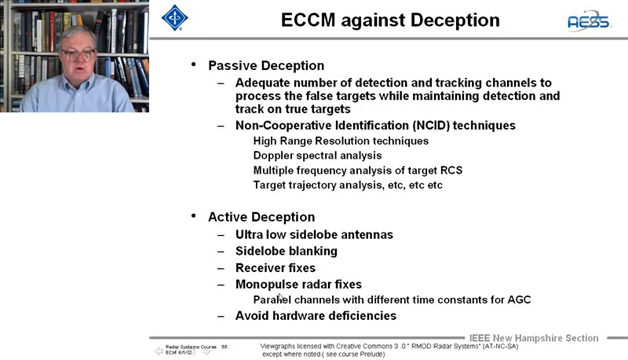 ECCM against Deception
AESS
• Passive Deception
– Adequate number of detection and tracking channels to
process the false targets while maintaining detection and
track on true targets
– Non-Cooperative Identification (NCID) techniques
High Range Resolution techniques
Doppler spectral analysis
Multiple frequency analysis of target RCS
Target trajectory analysis, etc, etc etc
• Active Deception
– Ultra low sidelobe antennas
– Sidelobe blanking
– Receiver fixes
– Monopulse radar fixes
Parallel channels with different time constants for AGC
– Avoid hardware deficiencies
IEEE New Hampshire Section
Radar Systems Course
Viewgraphs licensed with Creative Commons 3 .0 " RMOD Radar Systems" (AT-NC-SA)
except where noted ( see course Prelude)